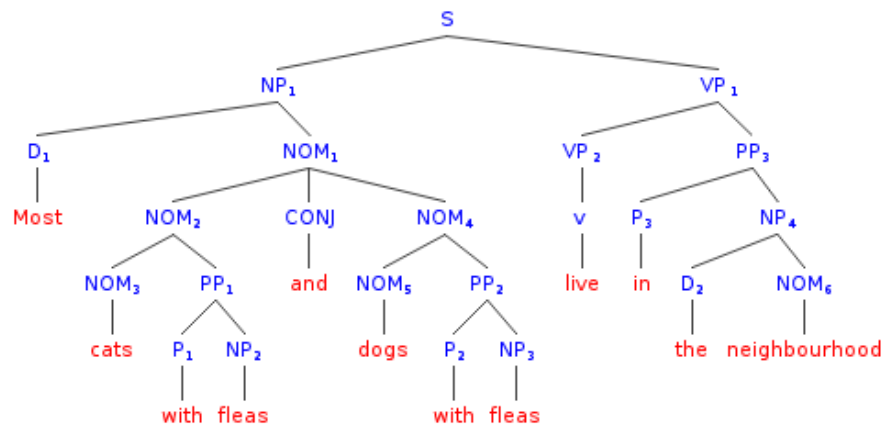 S
NP₁ VP₁
D₁ NOM₁ VP₂ PP₃
Most NOM₂ CONJ NOM₄ v P₃ NP₄
NOM₃ PP₁ and NOM₅ PP₂ live in D₂ NOM₆
cats P₁ NP₂ dogs P₂ NP₃ the neighbourhood
with fleas with fleas